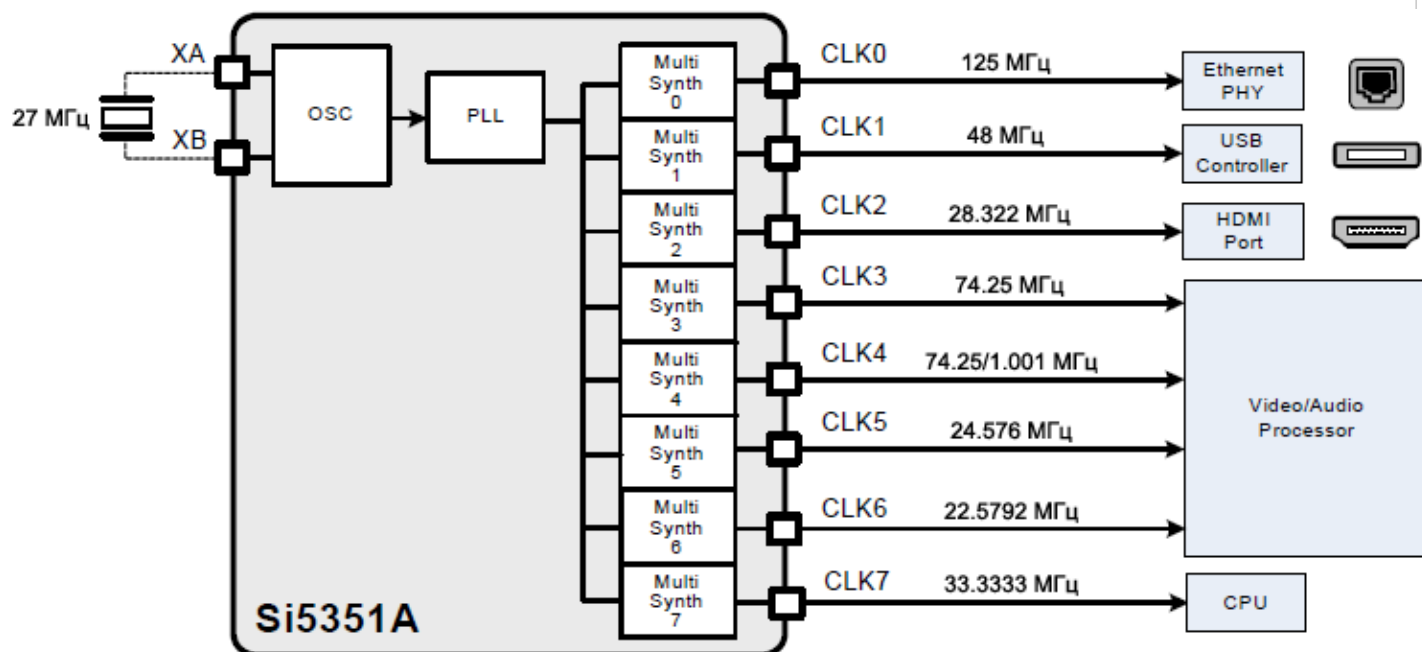 XA
27 МГц
XB
OSC
PLL
Multi
Synth
0
Multi
Synth
1
Multi
Synth
2
Multi
Synth
3
Multi
Synth
4
Multi
Synth
5
Multi
Synth
6
Multi
Synth
7
Si5351A
CLK0
125 МГц
Ethernet
PHY
CLK1
48 МГц
USB
Controller
CLK2
28.322 МГц
HDMI
Port
CLK3
74.25 МГц
CLK4
74.25/1.001 МГц
CLK5
24.576 МГц
CLK6
22.5792 МГц
Video/Audio
Processor
CLK7
33.3333 МГц
CPU